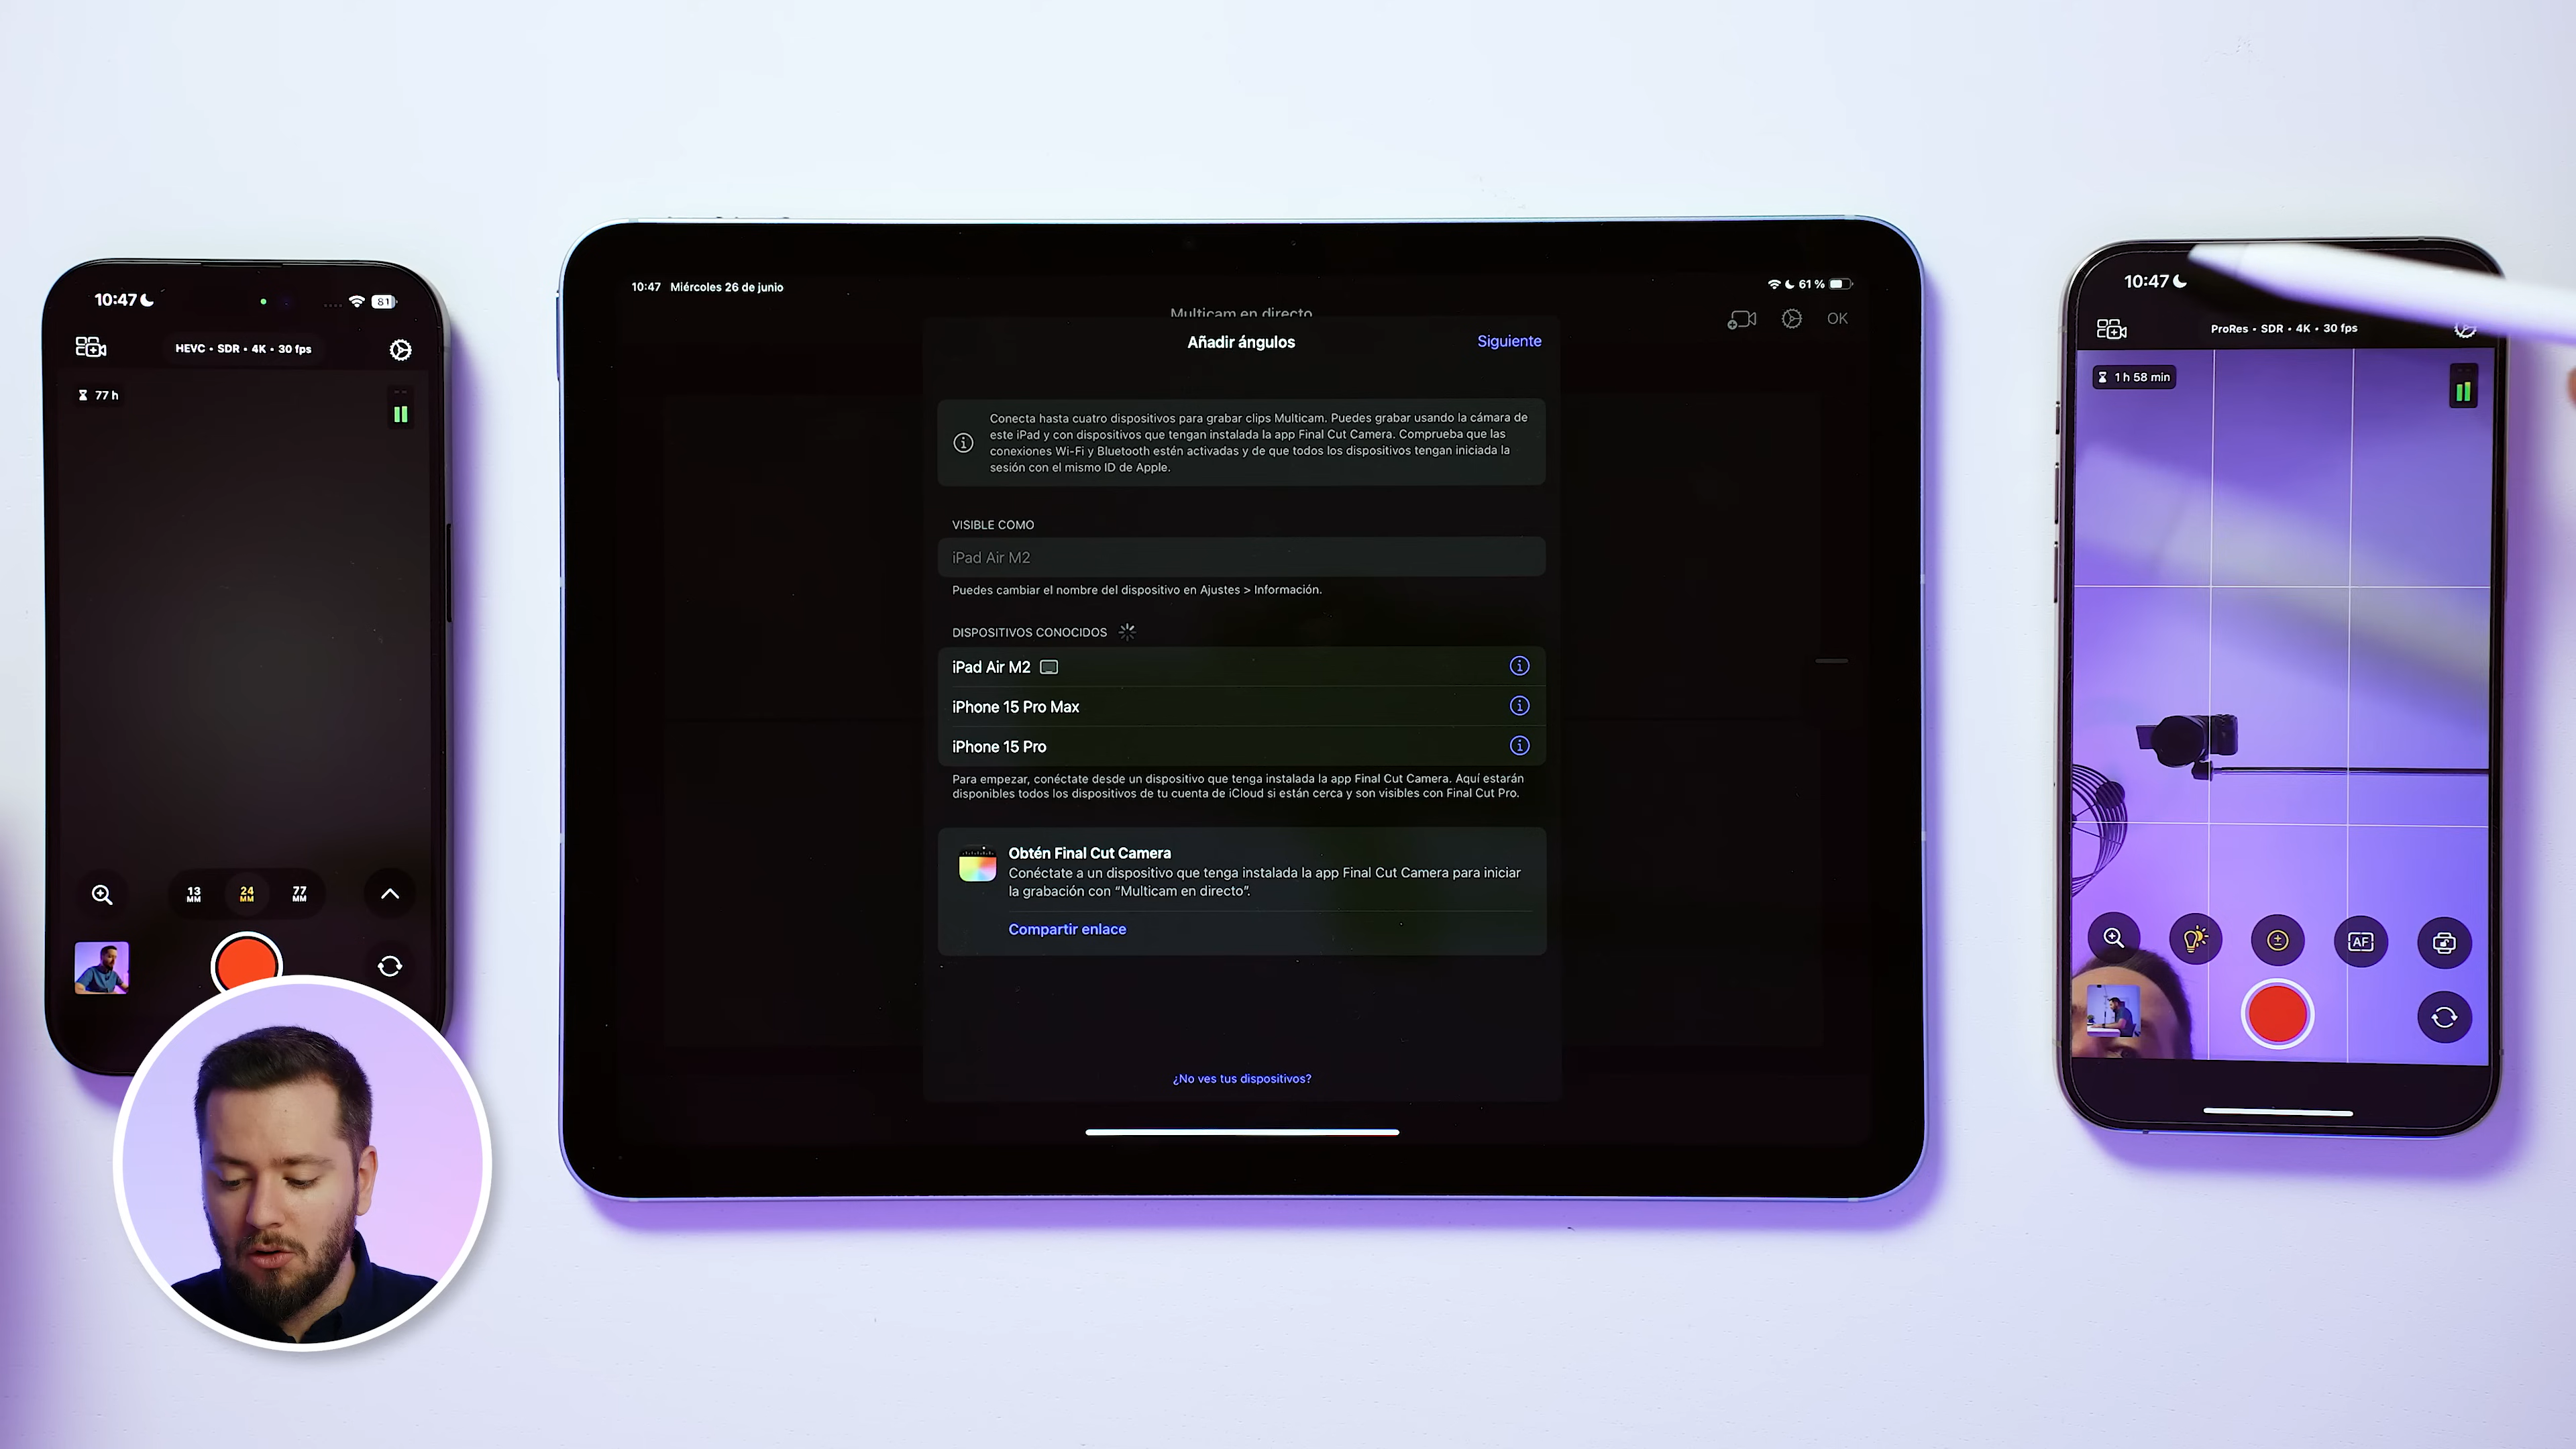 10:47
81
HEVC • SDR • 4K • 30 fps
77 h
13 MM
24 MM
77 MM
10:47 Miércoles 26 de junio
61 %
Multicam en directo
OK
Añadir ángulos
Siguiente
Conecta hasta cuatro dispositivos para grabar clips Multicam. Puedes grabar usando la cámara de
este iPad y con dispositivos que tengan instalada la app Final Cut Camera. Comprueba que las
conexiones Wi-Fi y Bluetooth estén activadas y de que todos los dispositivos tengan iniciada la
sesión con el mismo ID de Apple.
VISIBLE COMO
iPad Air M2
Puedes cambiar el nombre del dispositivo en Ajustes > Información.
DISPOSITIVOS CONOCIDOS
iPad Air M2
iPhone 15 Pro Max
iPhone 15 Pro
Para empezar, conéctate desde un dispositivo que tenga instalada la app Final Cut Camera. Aquí estarán
disponibles todos los dispositivos de tu cuenta de iCloud si están cerca y son visibles con Final Cut Pro.
Obtén Final Cut Camera
Conéctate a un dispositivo que tenga instalada la app Final Cut Camera para iniciar
la grabación con “Multicam en directo”.
Compartir enlace
¿No ves tus dispositivos?
10:47
ProRes • SDR • 4K • 30 fps
1 h 58 min
AF